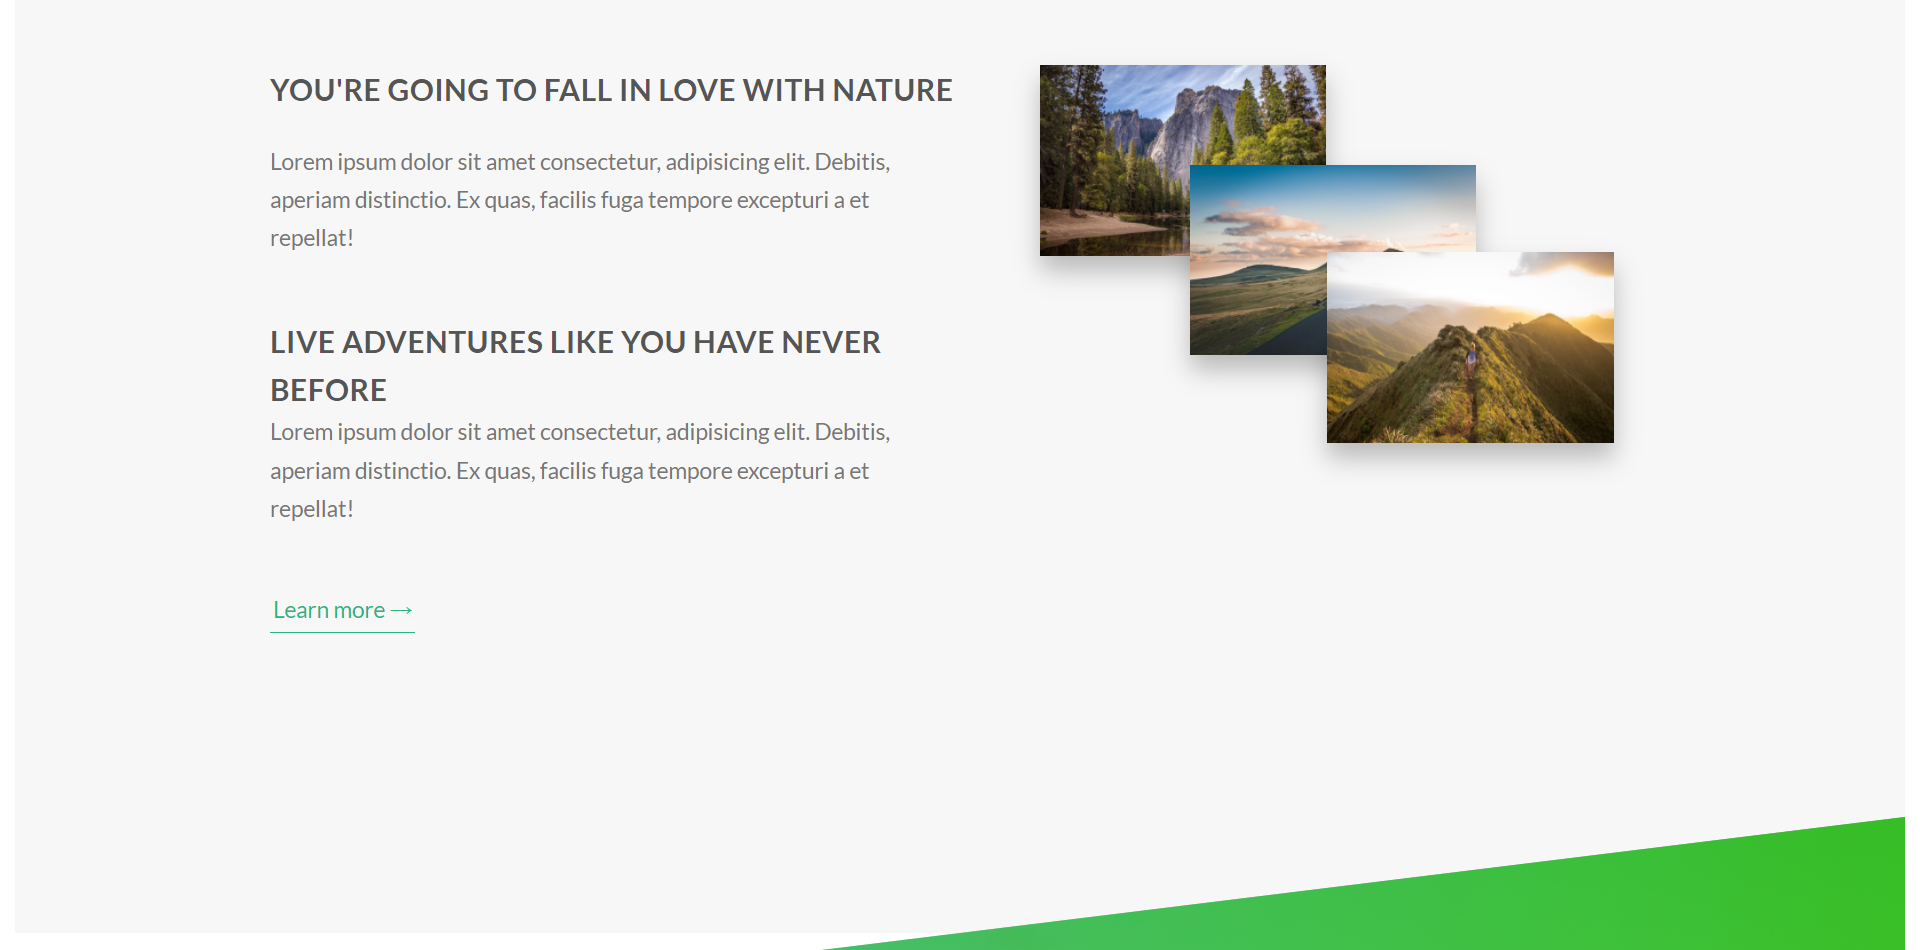 YOU'RE GOING TO FALL IN LOVE WITH NATURE
Lorem ipsum dolor sit amet consectetur, adipisicing elit. Debitis,
aperiam distinctio. Ex quas, facilis fuga tempore excepturi a et
repellat!
LIVE ADVENTURES LIKE YOU HAVE NEVER
BEFORE
Lorem ipsum dolor sit amet consectetur, adipisicing elit. Debitis,
aperiam distinctio. Ex quas, facilis fuga tempore excepturi a et
repellat!
Learn more →